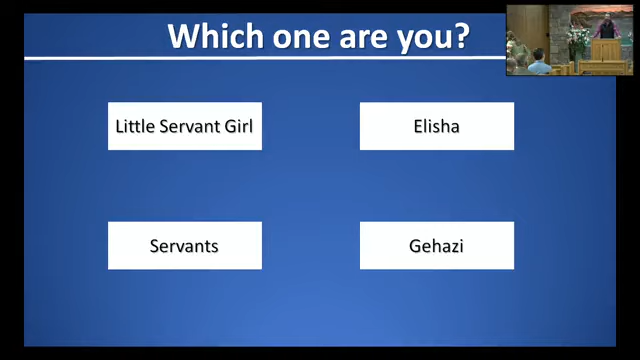 Which one are you?
Little Servant Girl
Elisha
Servants
Gehazi